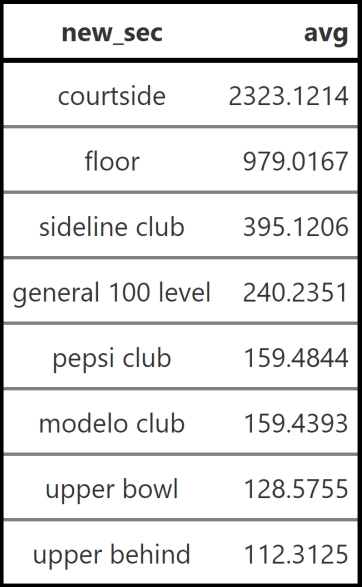 new_sec avg
courtside 2323.1214
floor 979.0167
sideline club 395.1206
general 100 level 240.2351
pepsi club 159.4844
modelo club 159.4393
upper bowl 128.5755
upper behind 112.3125